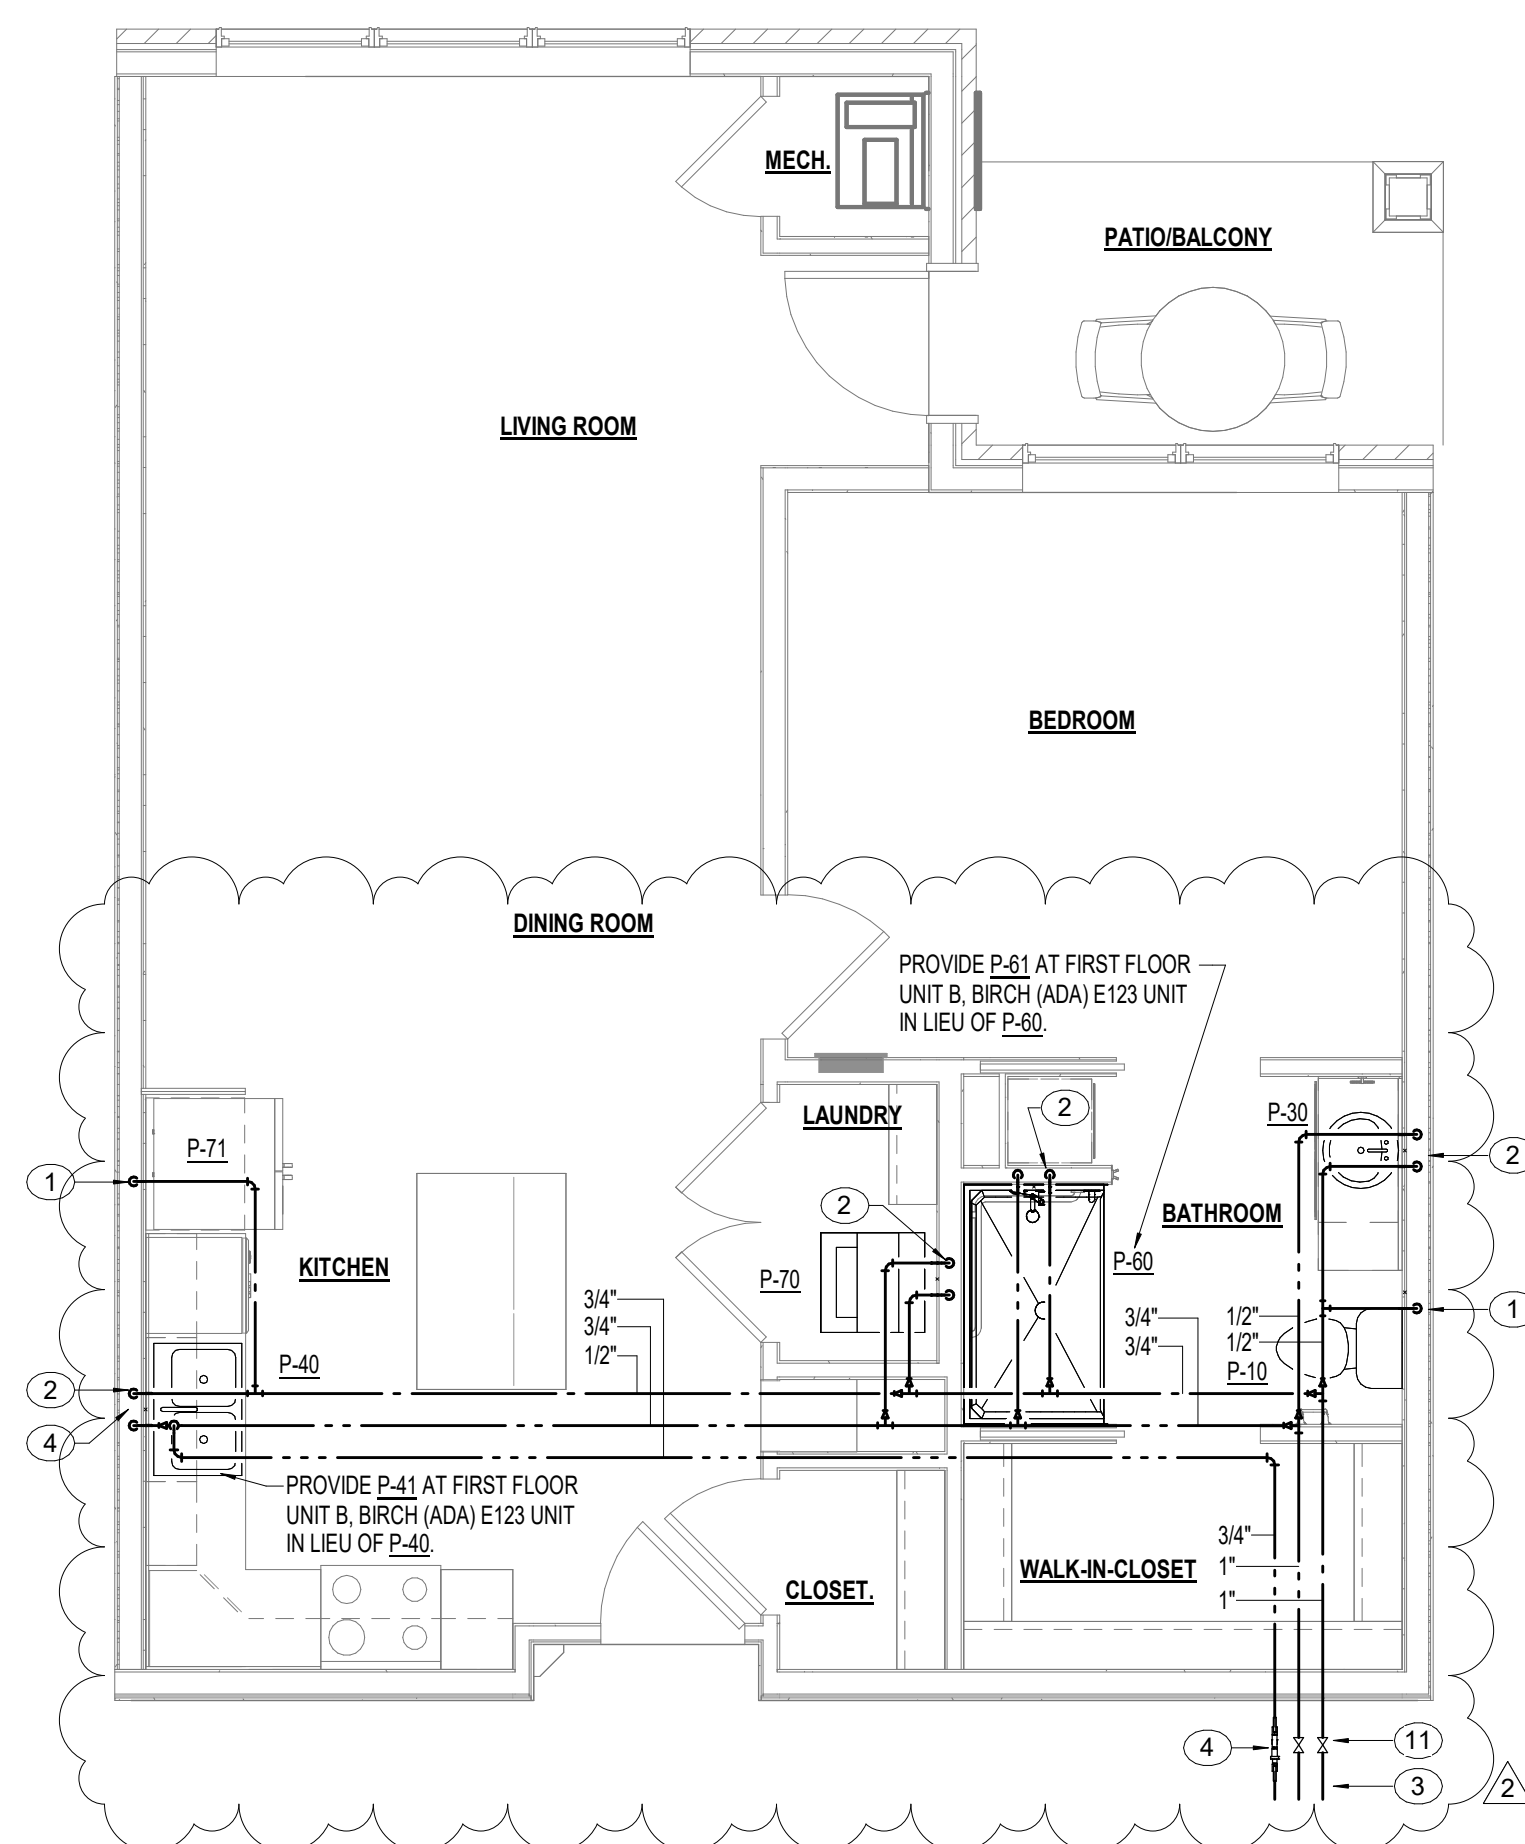 MECH.
PATIO/BALCONY
LIVING ROOM
BEDROOM
DINING ROOM
PROVIDE P-61 AT FIRST FLOOR
UNIT B, BIRCH (ADA) E123 UNIT
IN LIEU OF P-60.
2
LAUNDRY
P-30
P-71
2
1
2
BATHROOM
KITCHEN
P-60
P-70
3/4"
3/4"
1/2"
3/4"
3/4"
1/2"
1/2"
1
P-40
P-10
2
4
PROVIDE P-41 AT FIRST FLOOR
UNIT B, BIRCH (ADA) E123 UNIT
IN LIEU OF P-40.
3/4"
1"
1"
WALK-IN-CLOSET
CLOSET.
4
11
3
2